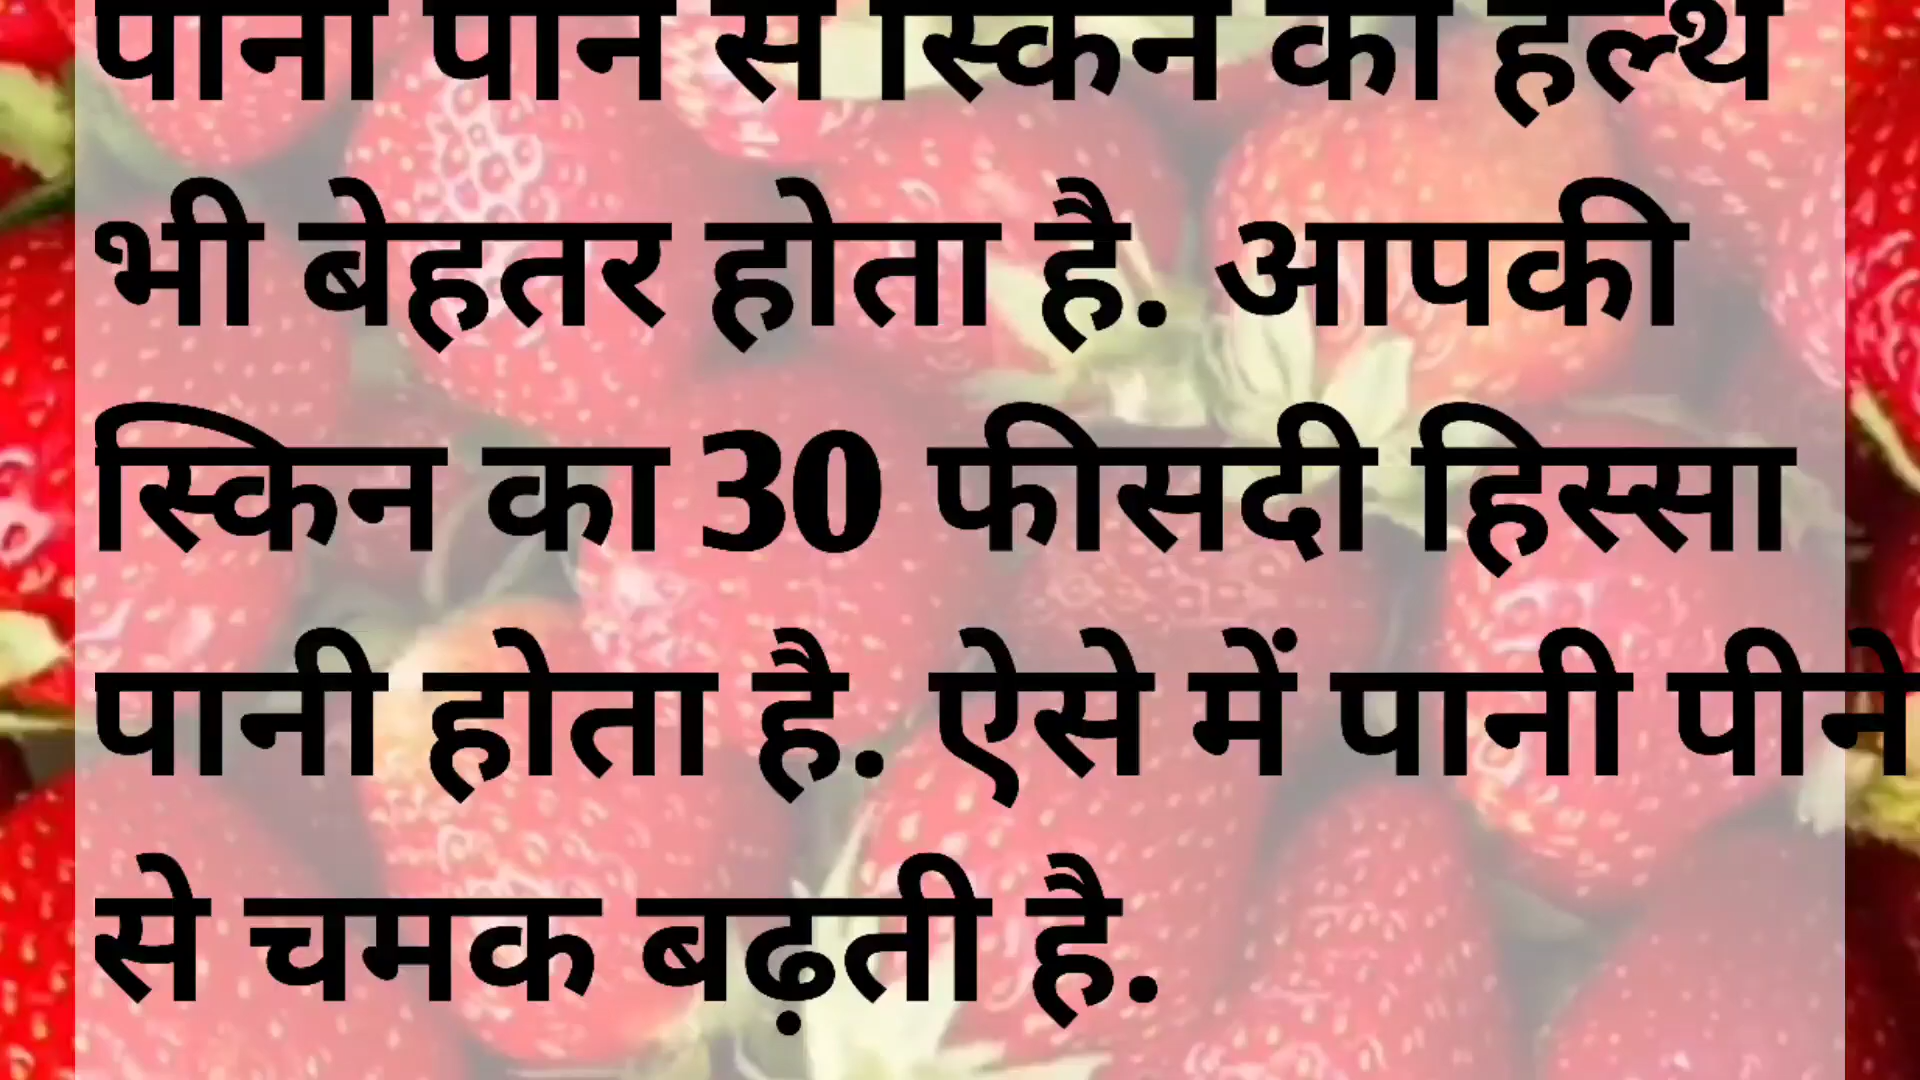 पानी पीने से स्किन हेल्थ
भी बेहतर होता है. आपकी
स्किन का 30 फीसदी हिस्सा
पानी होता है. ऐसे में पानी पीने
से चमक बढ़ती है.